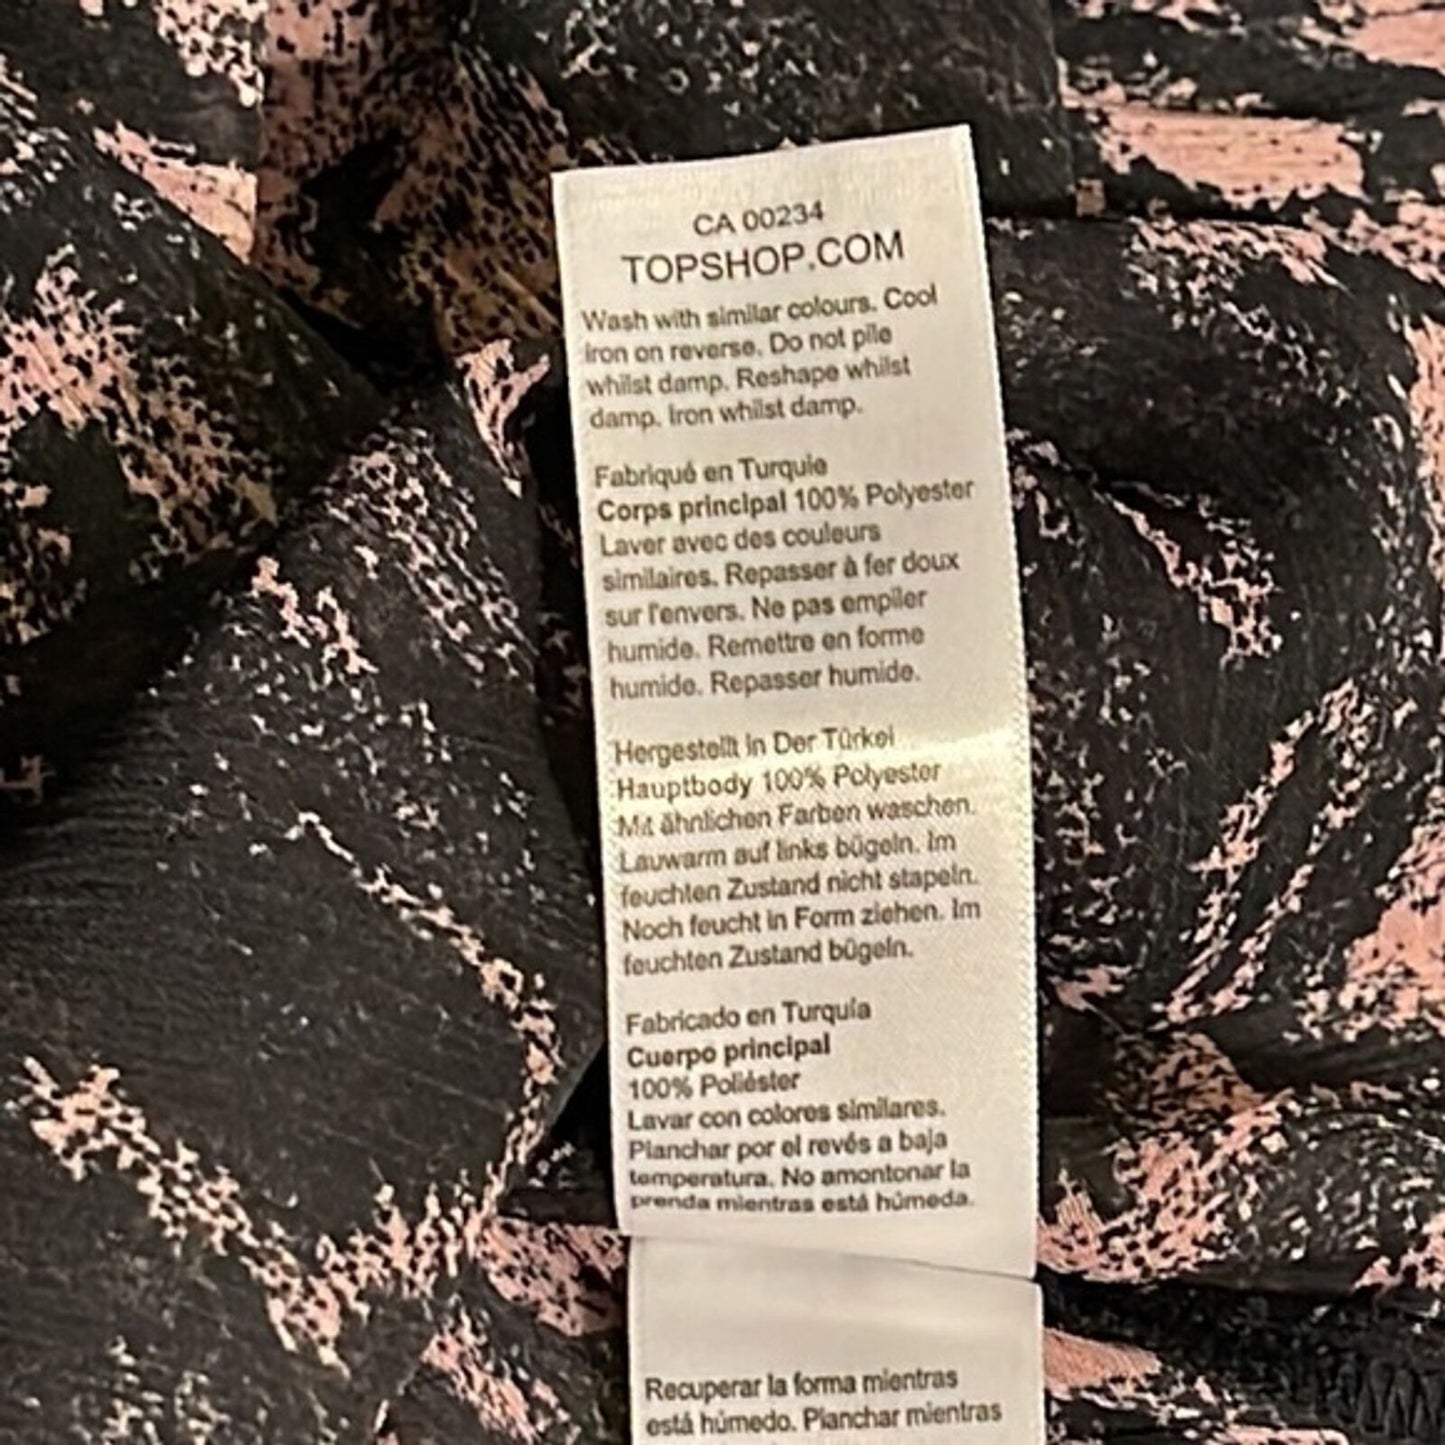 CA 00234
TOPSHOP.COM
Wash with similar colours. Cool
iron on reverse. Do not pile
whilst damp. Reshape whilst
damp. Iron whilst damp.
Fabriqué en Turquie
Corps principal 100% Polyester
Laver avec des couleurs
similaires. Repasser à fer doux
sur l'envers. Ne pas empiler
humide. Remettre en forme
humide. Repasser humide.
Hergestellt in Der Türkei
Hauptbody 100% Polyester
Mit ähnlichen Farben waschen.
Lauwarm auf links bügeln. Im
feuchten Zustand nicht stapeln.
Noch feucht in Form ziehen. Im
feuchten Zustand bügeln.
Fabricado en Turquía
Cuerpo principal
100% Poliéster
Lavar con colores similares.
Planchar por el revés a baja
temperatura. No amontonar la
prenda mientras está húmeda.
Recuperar la forma mientras
está húmedo. Planchar mientras